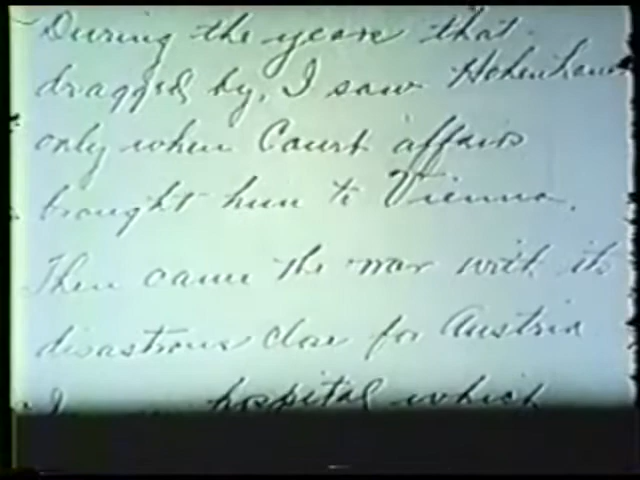 During the years that
dragged by, I saw Hohenhaus
only when Court affairs
brought him to Vienna.
Then came the war with its
disastrous close for Austria
I hospital which